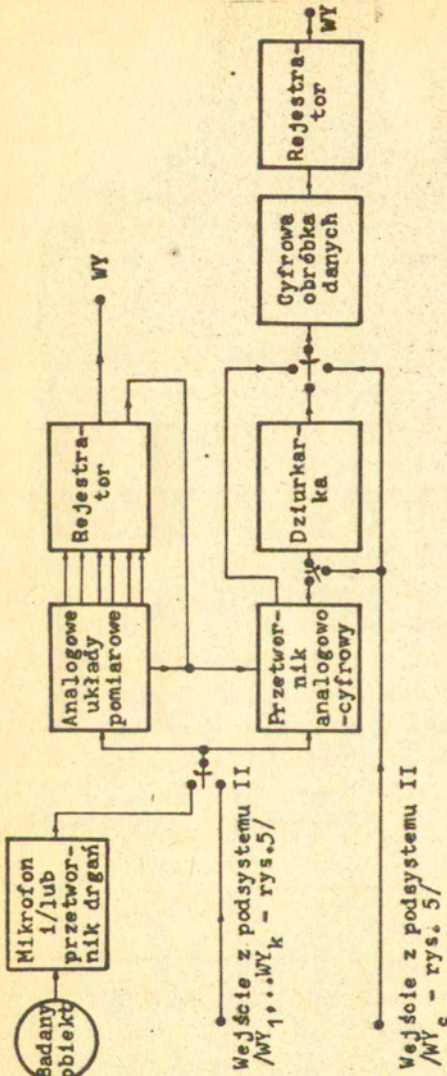 Badany
obiekt
Mikrofon
i/lub
przetwor-
nik drgań
Wejście z podsystemu II
/WY₁,..WYₖ - rys.5/
Wejście z podsystemu II
/WY꜀ - rys. 5/
Analogowe
układy
pomiarowe
Rejestra-
tor
WY
Przetwor-
nik
analogowo
-cyfrowy
Dziurkar-
ka
Cyfrowa
obróbka
danych
Rejestra-
tor
WY